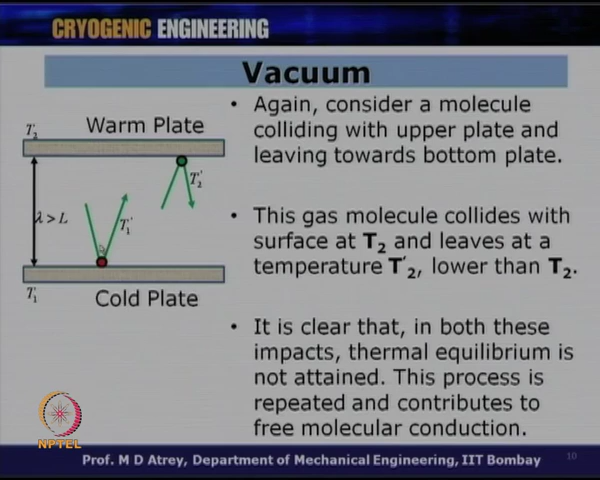 CRYOGENIC ENGINEERING
Vacuum
T₂
Warm Plate
T₂'
λ > L
T₁'
T₁
Cold Plate
• Again, consider a molecule
colliding with upper plate and
leaving towards bottom plate.
• This gas molecule collides with
surface at T₂ and leaves at a
temperature T'₂, lower than T₂.
• It is clear that, in both these
impacts, thermal equilibrium is
not attained. This process is
repeated and contributes to
free molecular conduction.
NPTEL
Prof. M D Atrey, Department of Mechanical Engineering, IIT Bombay
10